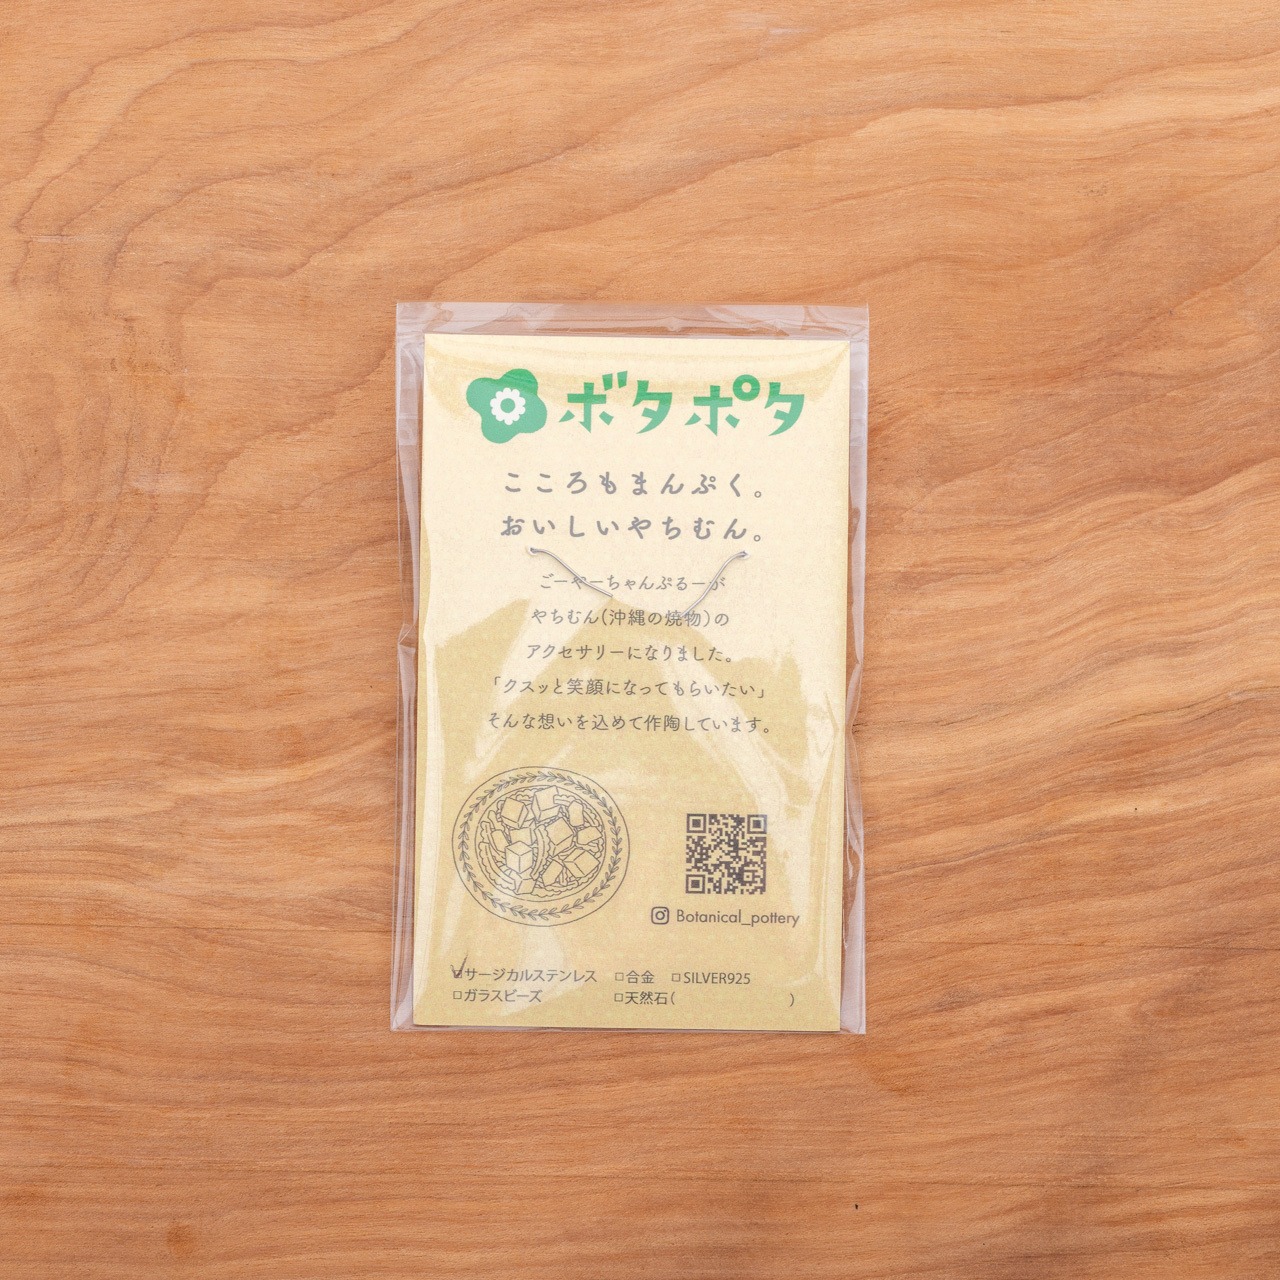 ボタポタ
こころもまんぷく。
おいしいやちむん。
ごーやーちゃんぷるーが
やちむん(沖縄の焼物)の
アクセサリーになりました。
「クスッと笑顔になってもらいたい」
そんな想いを込めて作陶しています。
Botanical_pottery
サージカルステンレス □合金 □SILVER925
□ガラスビーズ □天然石( )